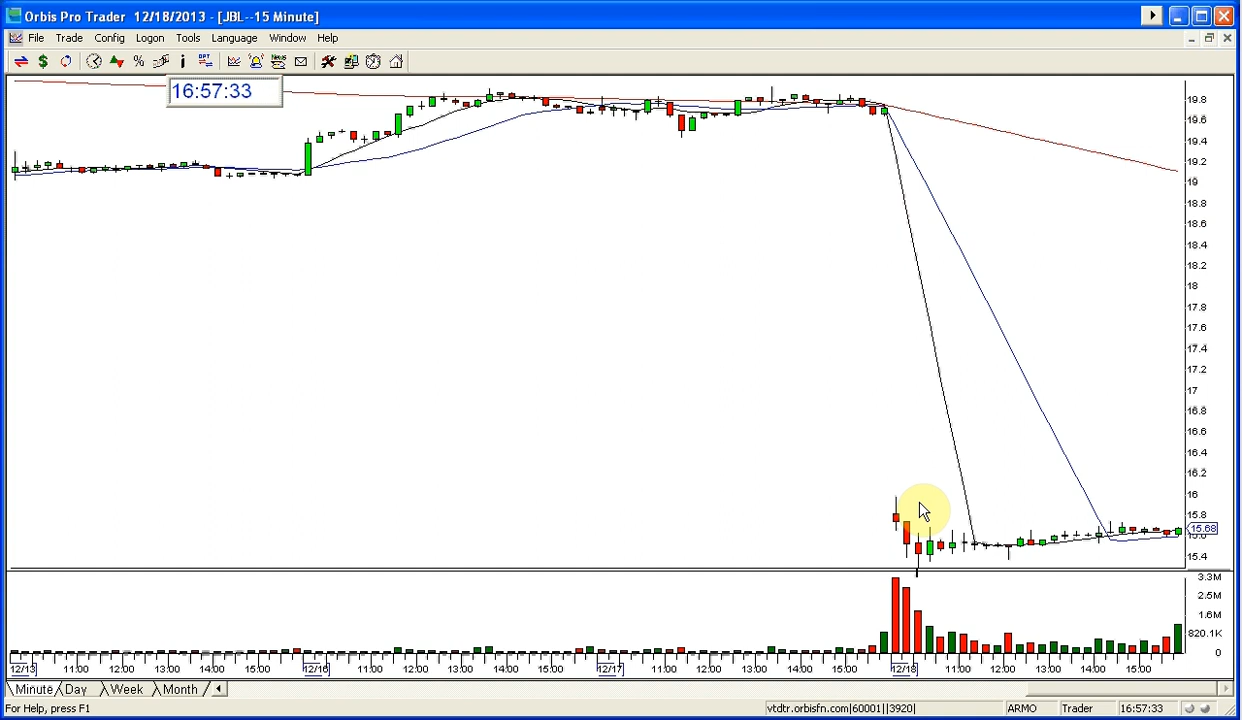 Orbis Pro Trader 12/18/2013 - [JBL--15 Minute]
File Trade Config Logon Tools Language Window Help
$ % i OPT News
16:57:33
19.8
19.6
19.4
19.2
19
18.8
18.6
18.4
18.2
18
17.8
17.6
17.4
17.2
17
16.8
16.6
16.4
16.2
16
15.8
15.68
15.4
3.3M
2.5M
1.6M
820.1K
0
12/13 11:00 12:00 13:00 14:00 15:00 12/16 11:00 12:00 13:00 14:00 15:00 12/17 11:00 12:00 13:00 14:00 15:00 12/18 11:00 12:00 13:00 14:00 15:00
Minute Day Week Month
For Help, press F1 vtdtr.orbisfn.com|60001||3920| ARMO Trader 16:57:33